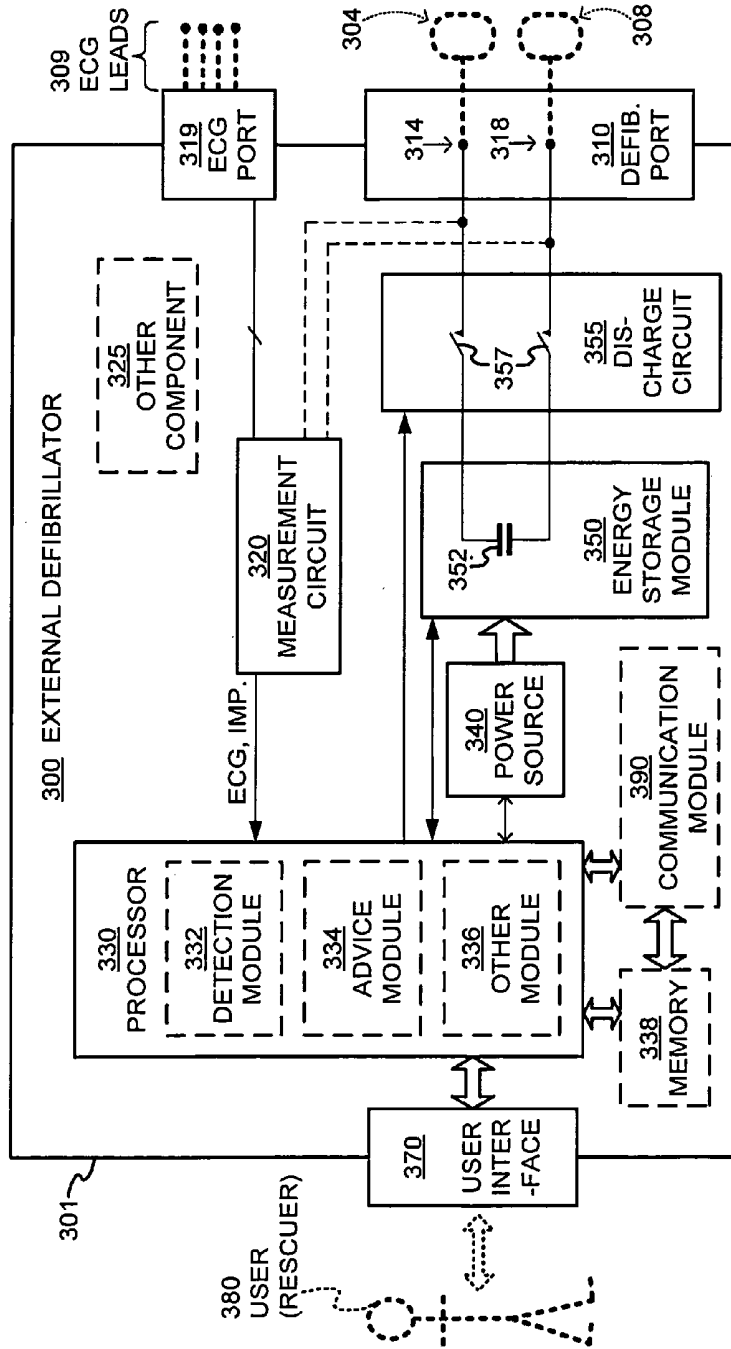 300 EXTERNAL DEFIBRILLATOR
301
380
USER
(RESCUER)
370
USER
INTER
-FACE
330
PROCESSOR
332
DETECTION
MODULE
334
ADVICE
MODULE
336
OTHER
MODULE
338
MEMORY
390
COMMUNICATION
MODULE
ECG, IMP.
320
MEASUREMENT
CIRCUIT
325
OTHER
COMPONENT
340
POWER
SOURCE
352
350
ENERGY
STORAGE
MODULE
357
355
DIS-
CHARGE
CIRCUIT
319
ECG
PORT
309
ECG
LEADS
314
318
310
DEFIB.
PORT
304
308